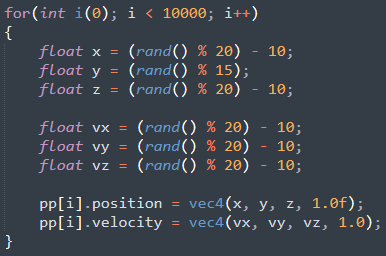 for(int i(0); i < 10000; i++)
{
    float x = (rand() % 20) - 10;
    float y = (rand() % 15);
    float z = (rand() % 20) - 10;

    float vx = (rand() % 20) - 10;
    float vy = (rand() % 20) - 10;
    float vz = (rand() % 20) - 10;

    pp[i].position = vec4(x, y, z, 1.0f);
    pp[i].velocity = vec4(vx, vy, vz, 1.0);
}